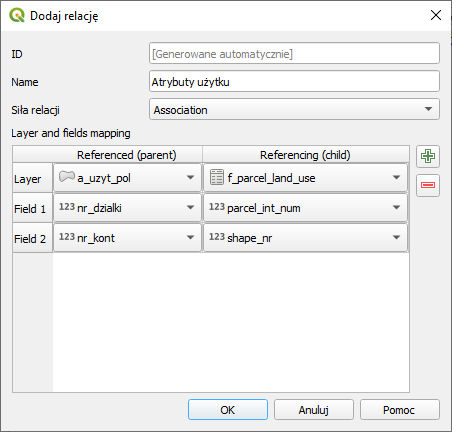 Dodaj relację
ID [Generowane automatycznie]
Name Atrybuty użytku
Siła relacji Association
Layer and fields mapping
Referenced (parent) Referencing (child)
Layer a_uzyt_pol f_parcel_land_use
Field 1 123 nr_dzialki 123 parcel_int_num
Field 2 123 nr_kont 123 shape_nr
OK Anuluj Pomoc